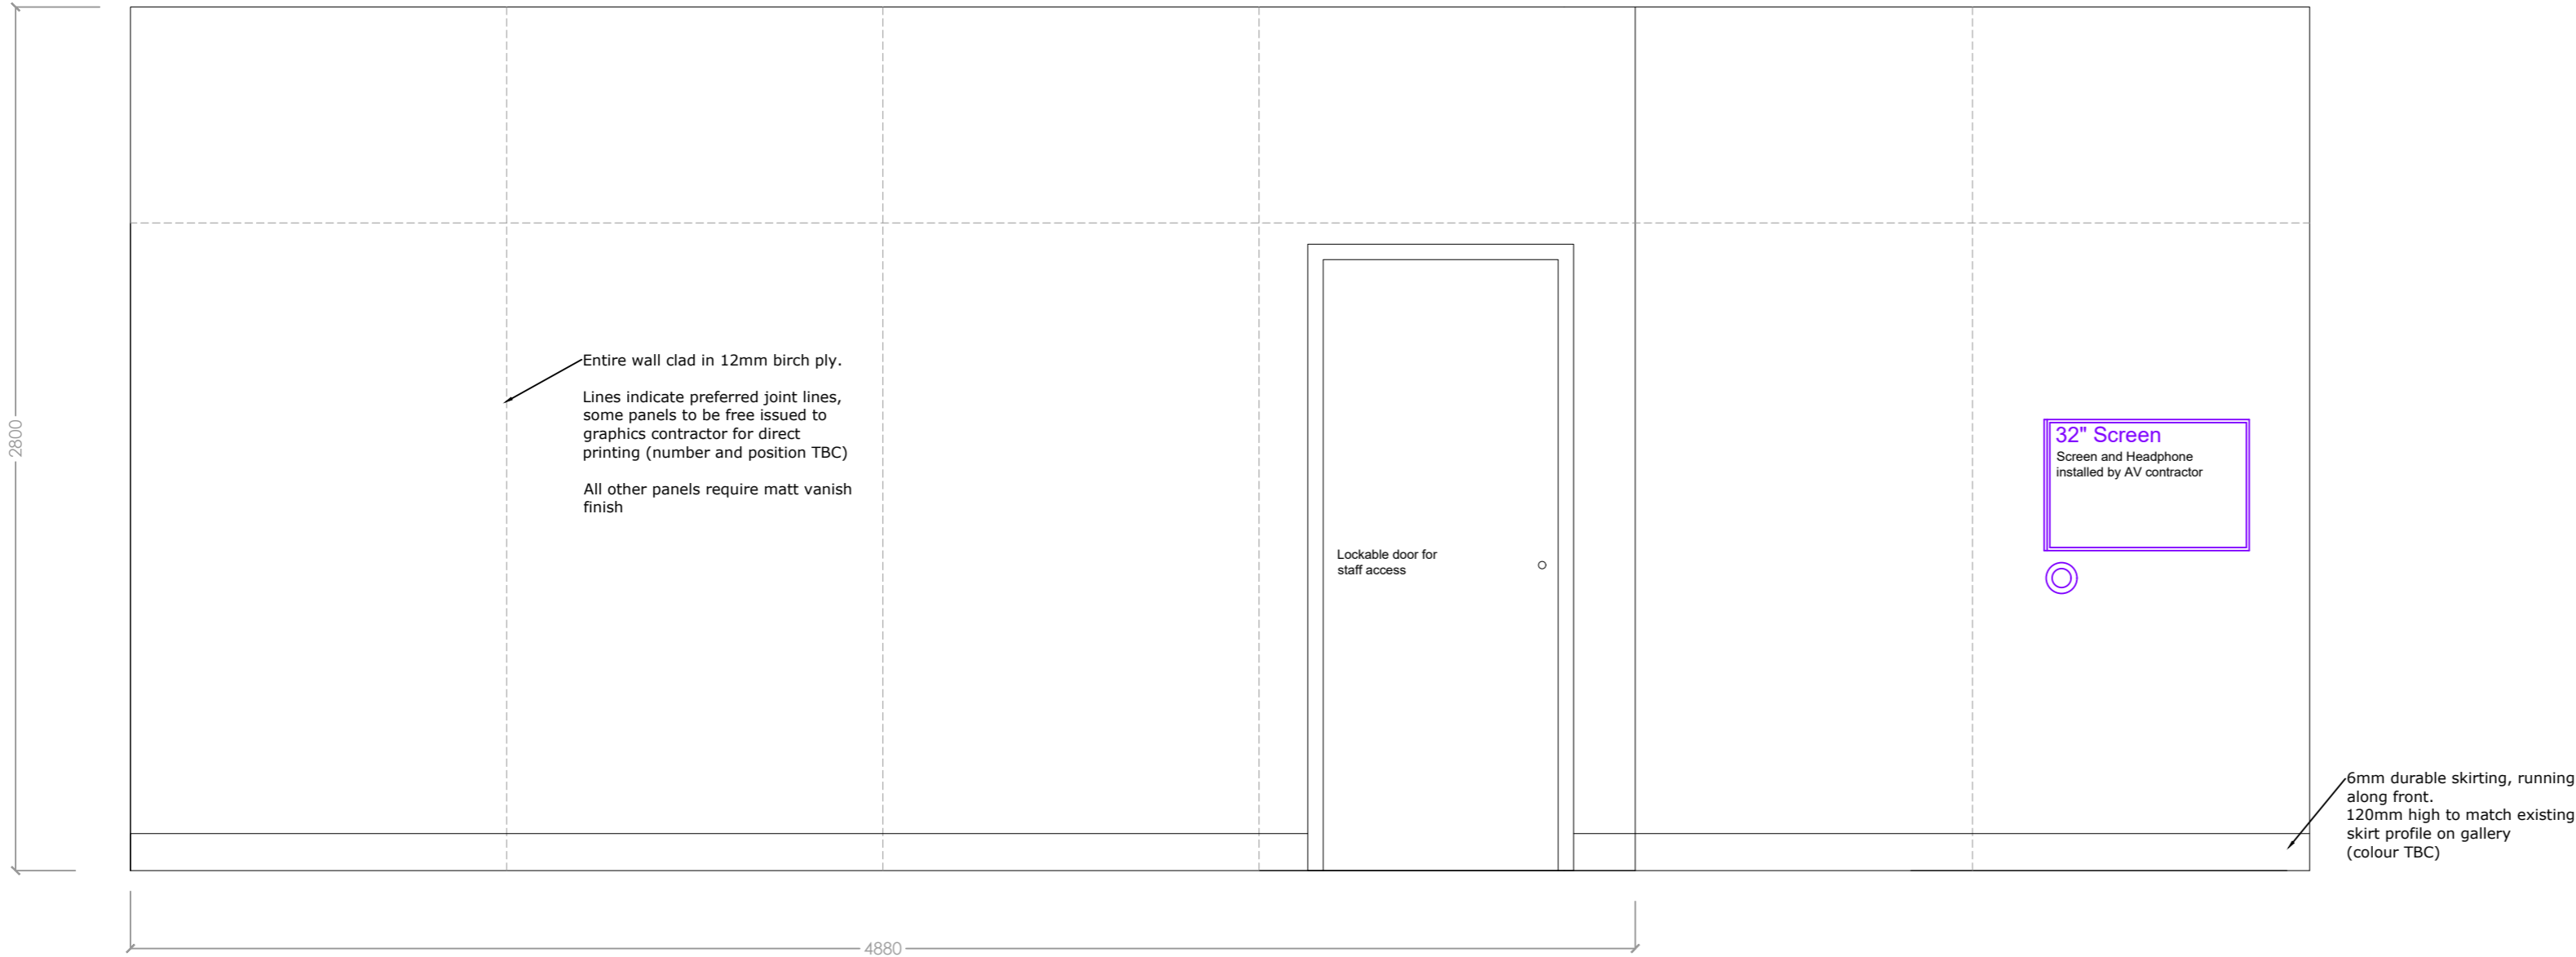 Entire wall clad in 12mm birch ply.
Lines indicate preferred joint lines,
some panels to be free issued to
graphics contractor for direct
printing (number and position TBC)
All other panels require matt vanish
finish
2800
32" Screen
Screen and Headphone
installed by AV contractor
Lockable door for
staff access
6mm durable skirting, running
along front.
120mm high to match existing
skirt profile on gallery
(colour TBC)
4880